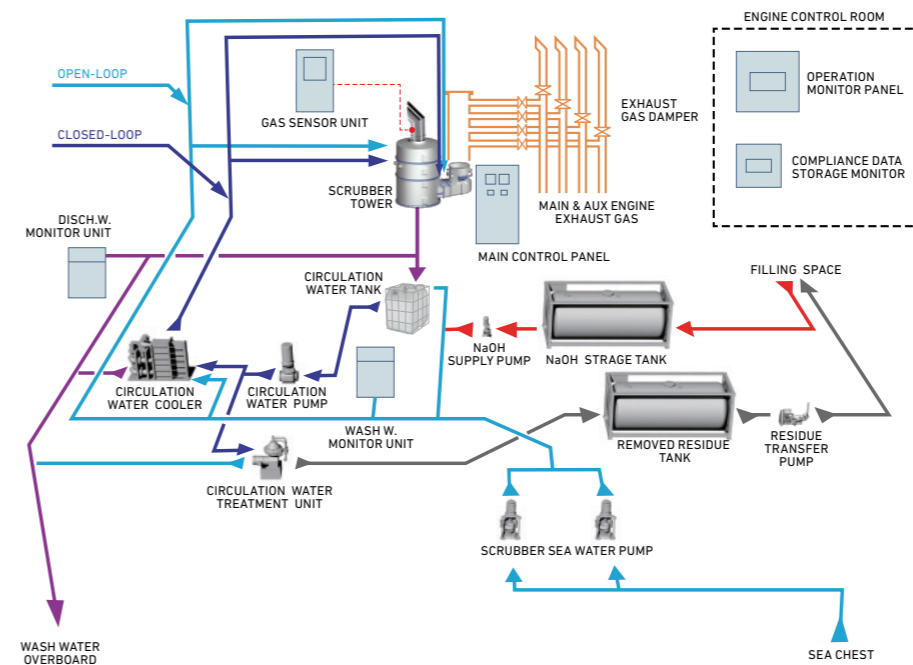 ENGINE CONTROL ROOM
OPEN-LOOP
GAS SENSOR UNIT
EXHAUST
GAS DAMPER
OPERATION
MONITOR PANEL
CLOSED-LOOP
COMPLIANCE DATA
STORAGE MONITOR
SCRUBBER
TOWER
MAIN & AUX ENGINE
EXHAUST GAS
DISCH.W.
MONITOR UNIT
MAIN CONTROL PANEL
CIRCULATION
WATER TANK
FILLING SPACE
NaOH
SUPPLY PUMP
NaOH STRAGE TANK
CIRCULATION
WATER COOLER
CIRCULATION
WATER PUMP
WASH W.
MONITOR UNIT
REMOVED RESIDUE
TANK
RESIDUE
TRANSFER
PUMP
CIRCULATION WATER
TREATMENT UNIT
SCRUBBER SEA WATER PUMP
WASH WATER
OVERBOARD
SEA CHEST